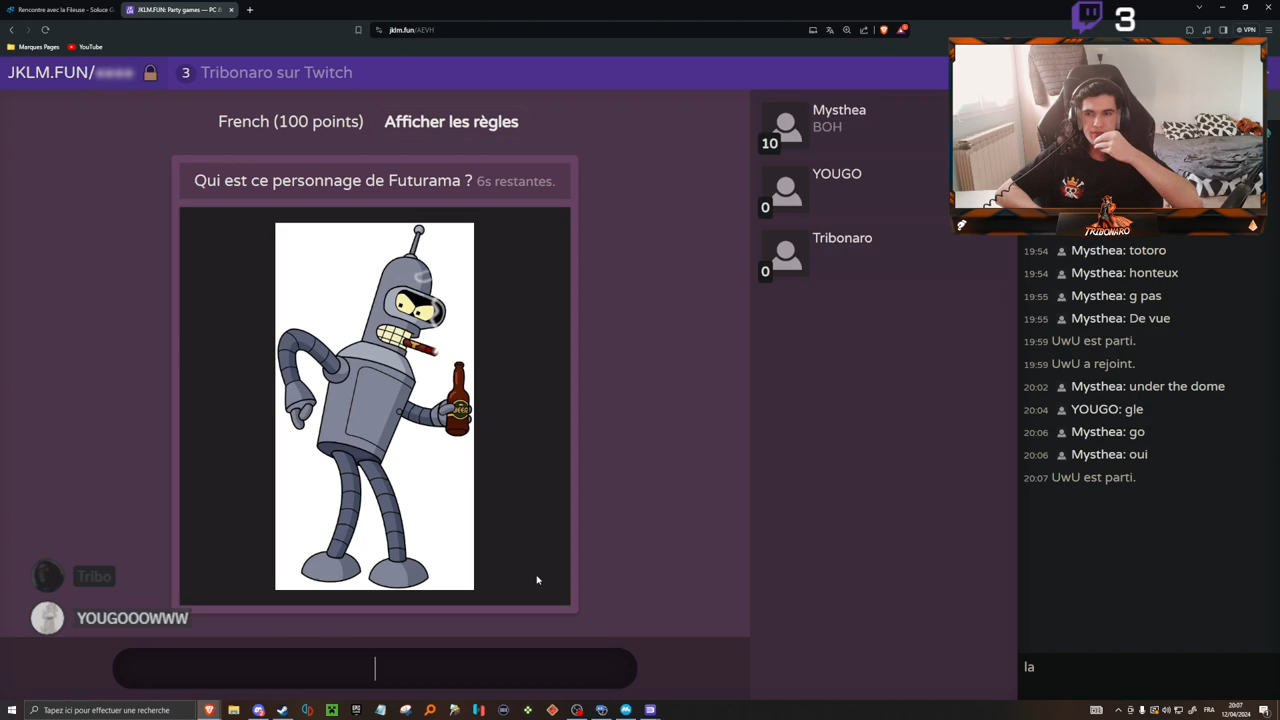 Rencontre avec la Fileuse - Soluce G
JKLM.FUN: Party games — PC &
jklm.fun/AEVH
VPN
Marques Pages
YouTube
3
JKLM.FUN/
3 Tribonaro sur Twitch
French (100 points) Afficher les règles
Qui est ce personnage de Futurama ? 6s restantes.
BEER
Tribo
YOUGOOOWWW
Mysthea
BOH
10
YOUGO
0
Tribonaro
0
TRIBONARO
19:54 Mysthea: totoro
19:54 Mysthea: honteux
19:55 Mysthea: g pas
19:55 Mysthea: De vue
19:59 UwU est parti.
19:59 UwU a rejoint.
20:02 Mysthea: under the dome
20:04 YOUGO: gle
20:06 Mysthea: go
20:06 Mysthea: oui
20:07 UwU est parti.
la
Tapez ici pour effectuer une recherche
FR
20:07
12/04/2024